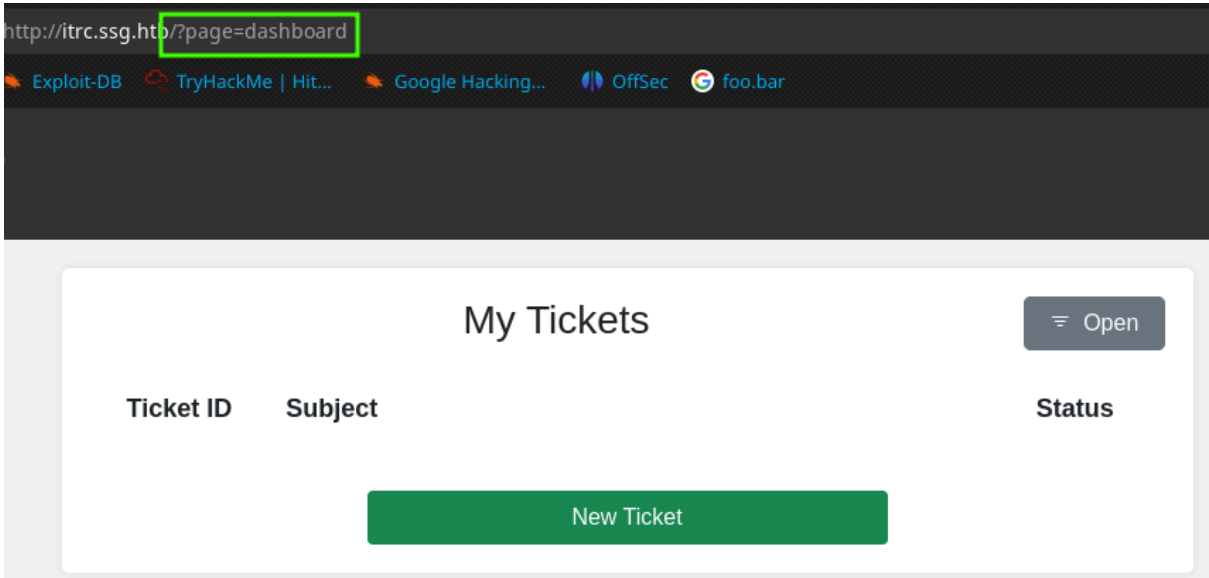 http://itrc.ssg.htb/?page=dashboard
Exploit-DB TryHackMe | Hit... Google Hacking... OffSec G foo.bar
My Tickets Open
Ticket ID Subject Status
New Ticket